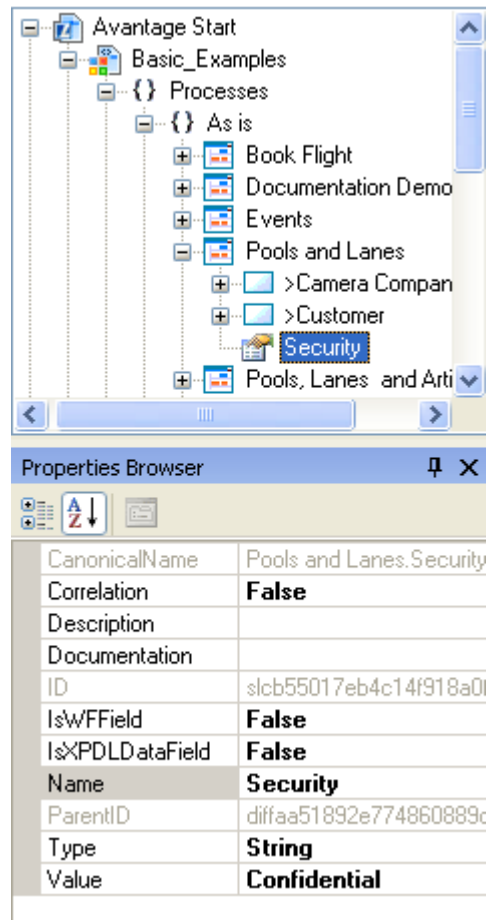 Avantage Start
Basic_Examples
{} Processes
{} As is
Book Flight
Documentation Demo
Events
Pools and Lanes
>Camera Compan
>Customer
Security
Pools, Lanes and Arti
Properties Browser
CanonicalName Pools and Lanes.Security
Correlation False
Description
Documentation
ID slcb55017eb4c14f918a0
IsWFField False
IsXPDLDataField False
Name Security
ParentID diffaa51892e774860889c
Type String
Value Confidential